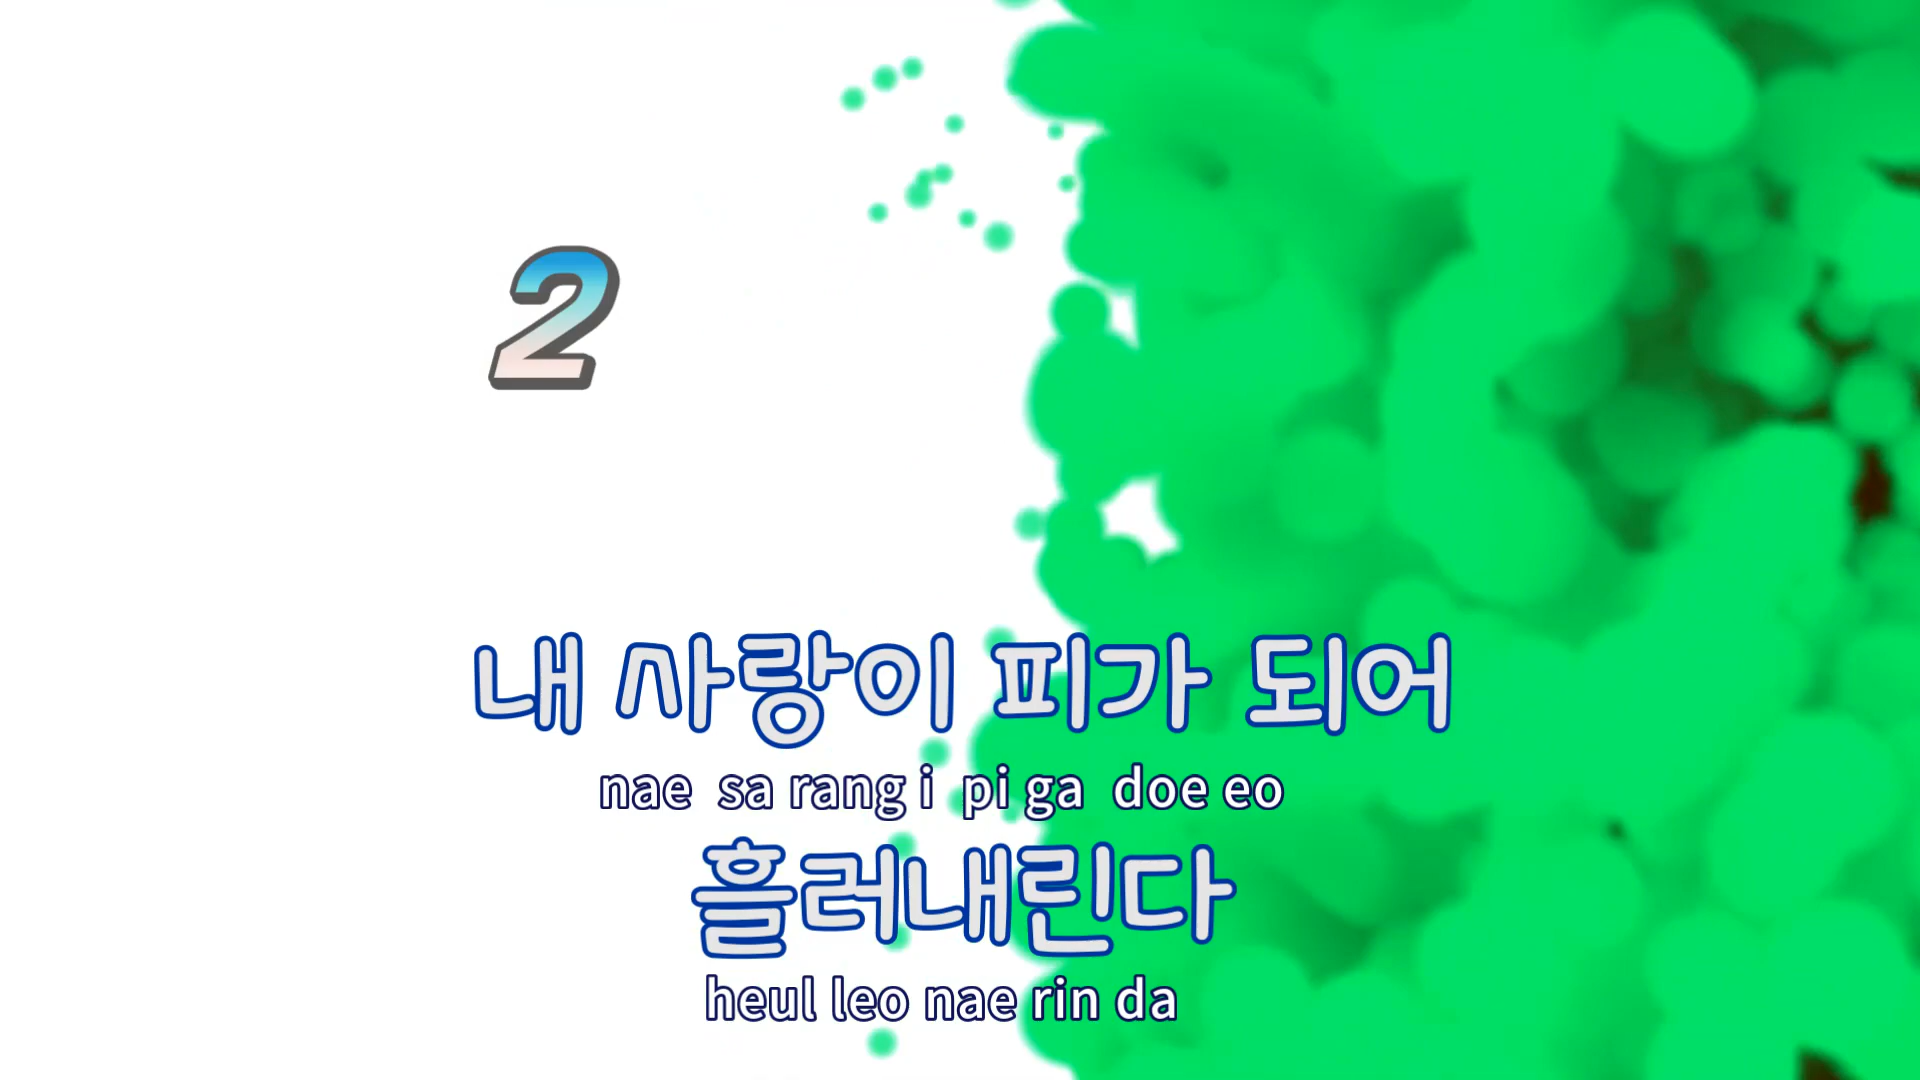 2
내 사랑이 피가 되어
nae sa rang i pi ga doe eo
흘러내린다
heul leo nae rin da